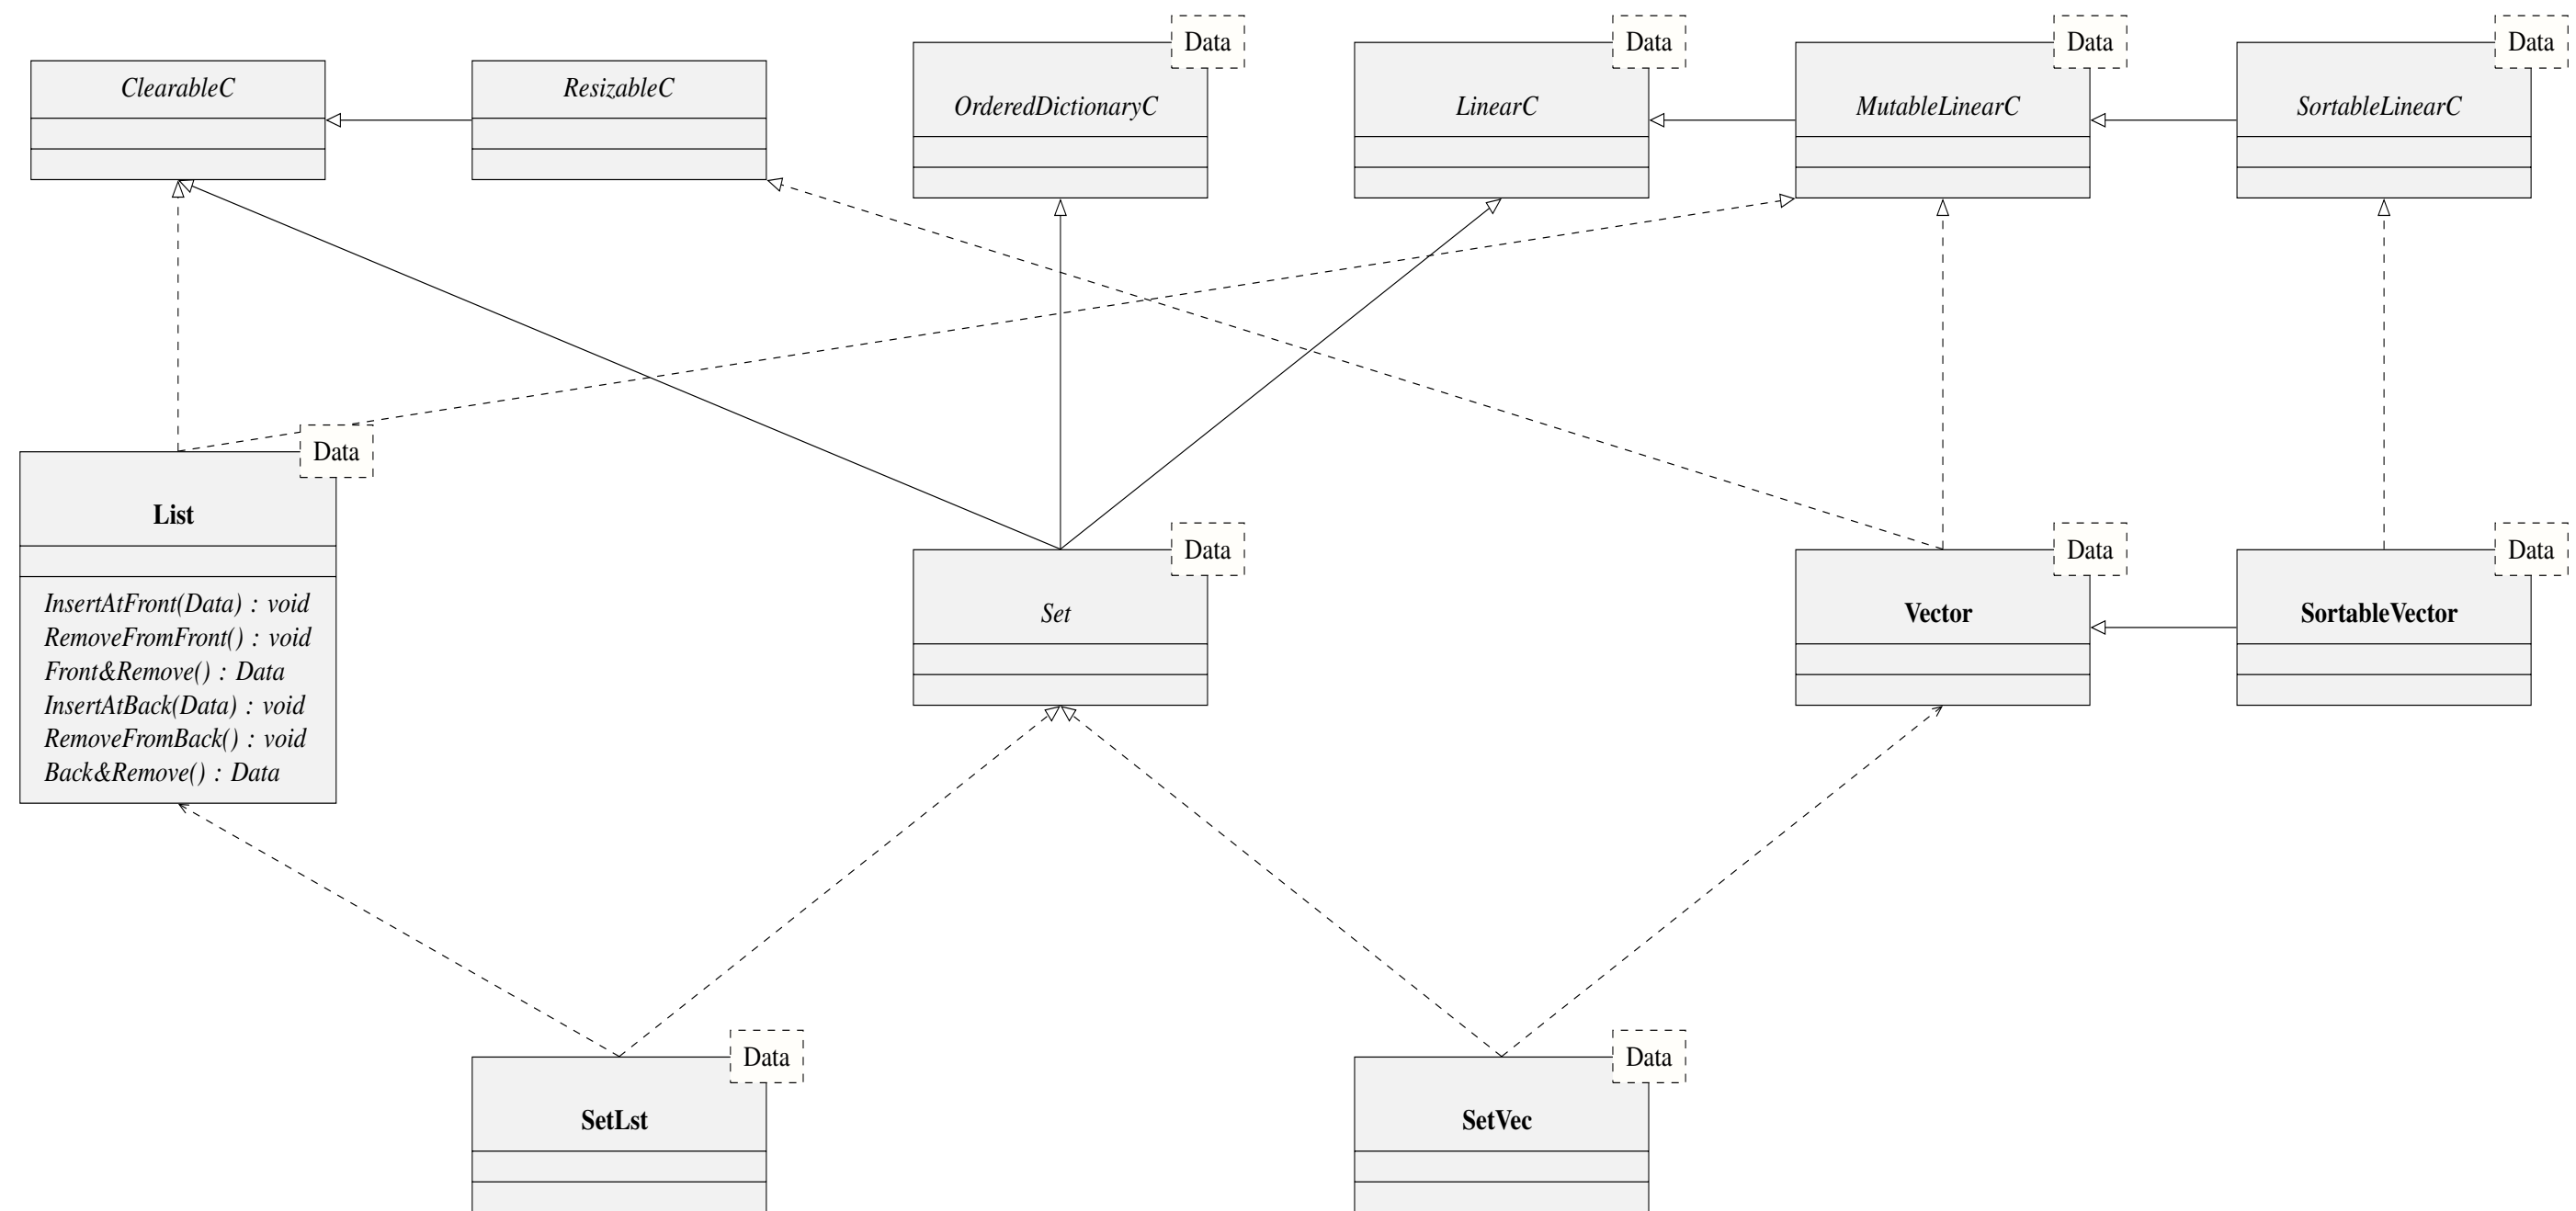 Data
Data
Data
Data
ClearableC
ResizableC
OrderedDictionaryC
LinearC
MutableLinearC
SortableLinearC
Data
List
InsertAtFront(Data) : void
RemoveFromFront() : void
Front&Remove() : Data
InsertAtBack(Data) : void
RemoveFromBack() : void
Back&Remove() : Data
Data
Data
Data
Set
Vector
SortableVector
Data
Data
SetLst
SetVec